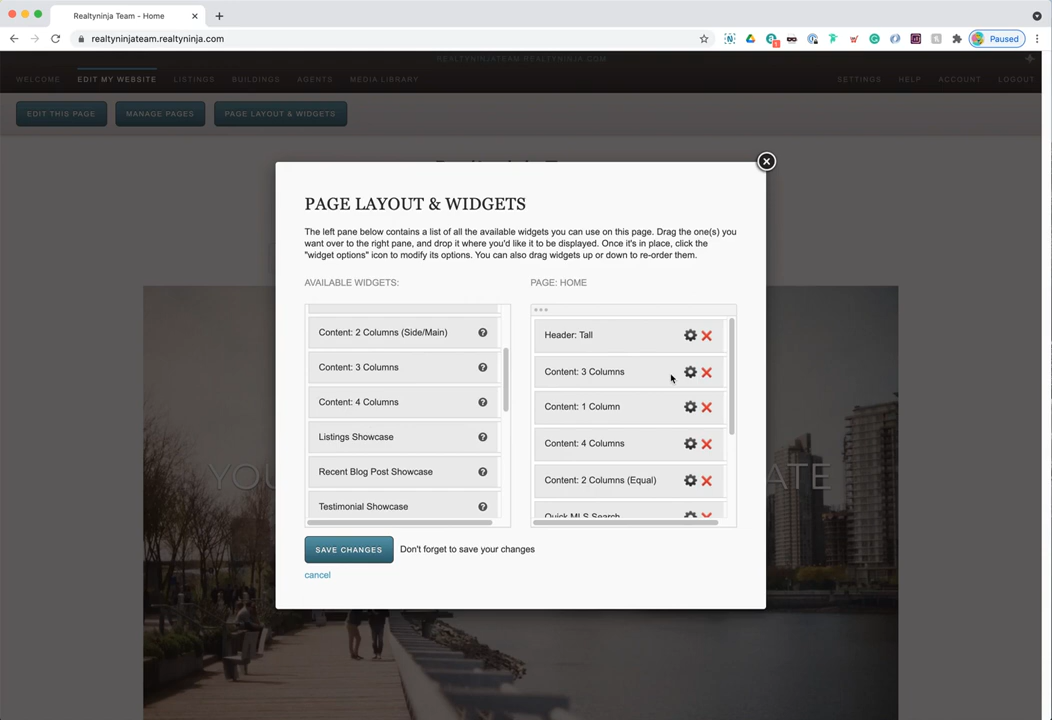 Realtyninja Team - Home
realtyninjateam.realtyninja.com
Paused
REALTYNINJATEAM.REALTYNINJA.COM
WELCOME EDIT MY WEBSITE LISTINGS BUILDINGS AGENTS MEDIA LIBRARY SETTINGS HELP ACCOUNT LOGOUT
EDIT THIS PAGE MANAGE PAGES PAGE LAYOUT & WIDGETS
PAGE LAYOUT & WIDGETS
The left pane below contains a list of all the available widgets you can use on this page. Drag the one(s) you
want over to the right pane, and drop it where you'd like it to be displayed. Once it's in place, click the
"widget options" icon to modify its options. You can also drag widgets up or down to re-order them.
AVAILABLE WIDGETS:
Content: 2 Columns (Side/Main)
Content: 3 Columns
Content: 4 Columns
Listings Showcase
Recent Blog Post Showcase
Testimonial Showcase
PAGE: HOME
Header: Tall
Content: 3 Columns
Content: 1 Column
Content: 4 Columns
Content: 2 Columns (Equal)
Quick MLS Search
SAVE CHANGES Don't forget to save your changes
cancel